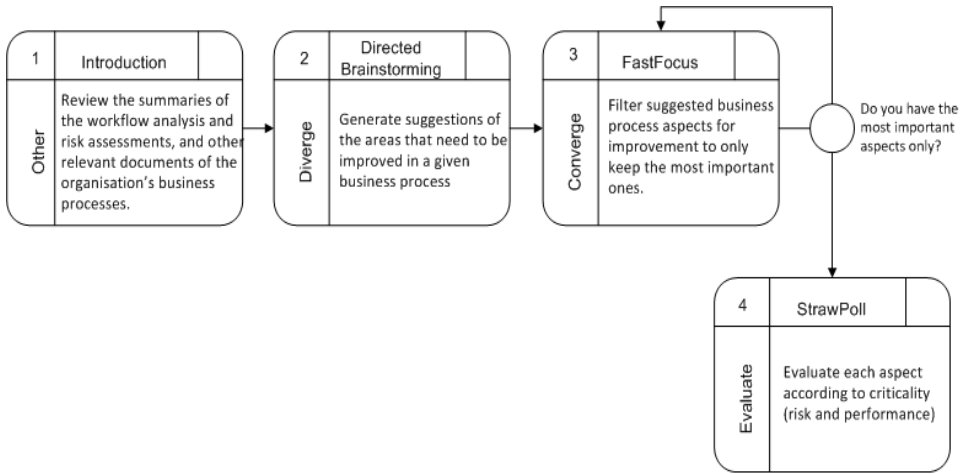 1
Introduction
Other
Review the summaries of
the workflow analysis and
risk assessments, and other
relevant documents of the
organisation's business
processes.
2
Directed
Brainstorming
Diverge
Generate suggestions of
the areas that need to be
improved in a given
business process
3
FastFocus
Converge
Filter suggested business
process aspects for
improvement to only
keep the most important
ones.
Do you have the
most important
aspects only?
4
StrawPoll
Evaluate
Evaluate each aspect
according to criticality
(risk and performance)